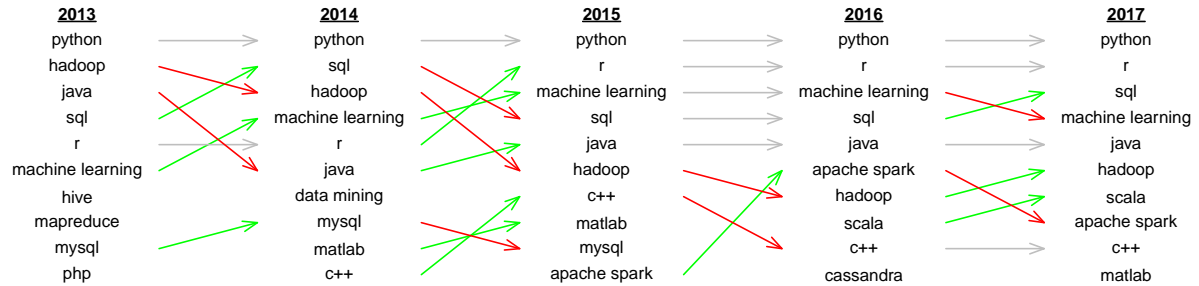 2013 2014 2015 2016 2017
python python python python python
hadoop sql r r r
java hadoop machine learning machine learning sql
sql machine learning sql sql machine learning
r r java java java
machine learning java hadoop apache spark hadoop
hive data mining c++ hadoop scala
mapreduce mysql matlab scala apache spark
mysql matlab mysql c++ c++
php c++ apache spark cassandra matlab